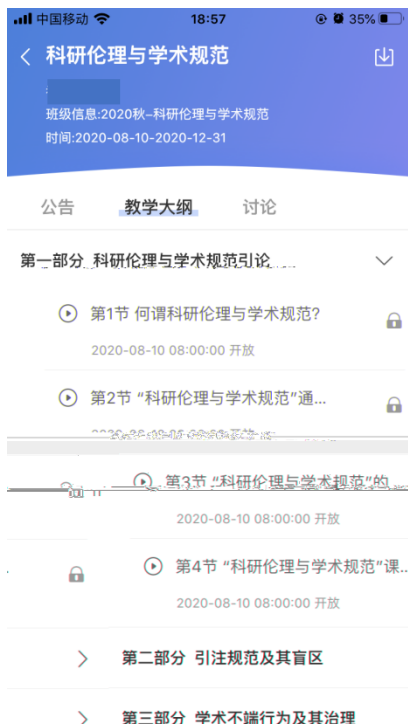 中国移动 18:57 35%
科研伦理与学术规范
班级信息:2020秋–科研伦理与学术规范
时间:2020-08-10-2020-12-31
公告 教学大纲 讨论
第一部分 科研伦理与学术规范引论
第1节 何谓科研伦理与学术规范?
2020-08-10 08:00:00 开放
第2节 “科研伦理与学术规范”通...
第3节 “科研伦理与学术规范”的
2020-08-10 08:00:00 开放
第4节 “科研伦理与学术规范”课..
2020-08-10 08:00:00 开放
第二部分 引注规范及其盲区
第三部分 学术不端行为及其治理